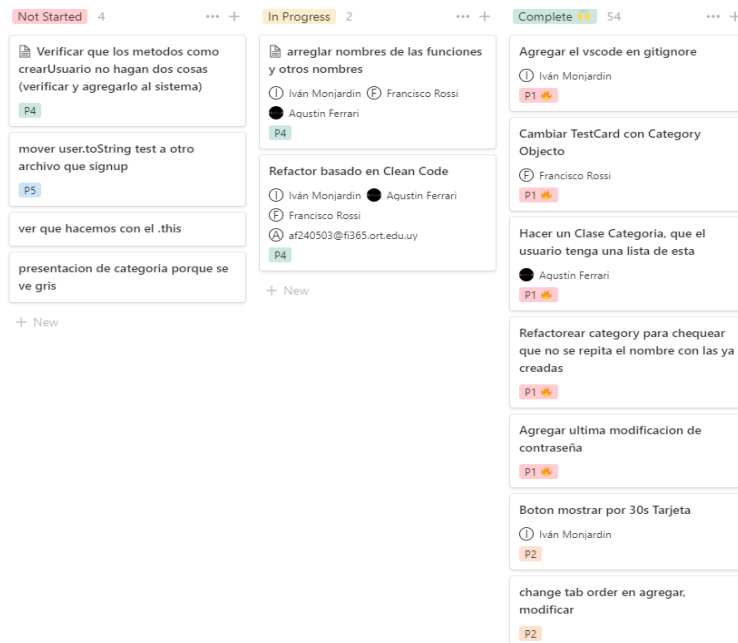 Not Started 4
Verificar que los metodos como
crearUsuario no hagan dos cosas
(verificar y agregarlo al sistema)
P4
mover user.toString test a otro
archivo que signup
P5
ver que hacemos con el .this
presentacion de categoria porque se
ve gris
+ New
In Progress 2
arreglar nombres de las funciones
y otros nombres
I Iván Monjardin F Francisco Rossi
Agustin Ferrari
P4
Refactor basado en Clean Code
I Iván Monjardin Agustin Ferrari
F Francisco Rossi
A af240503@fi365.ort.edu.uy
P4
+ New
Complete 🙌 54
Agregar el vscode en gitignore
I Iván Monjardin
P1 🔥
Cambiar TestCard con Category
Objecto
F Francisco Rossi
P1 🔥
Hacer un Clase Categoria, que el
usuario tenga una lista de esta
Agustin Ferrari
P1 🔥
Refactorear category para chequear
que no se repita el nombre con las ya
creadas
P1 🔥
Agregar ultima modificacion de
contraseña
P1 🔥
Boton mostrar por 30s Tarjeta
I Iván Monjardin
P2
change tab order en agregar,
modificar
P2